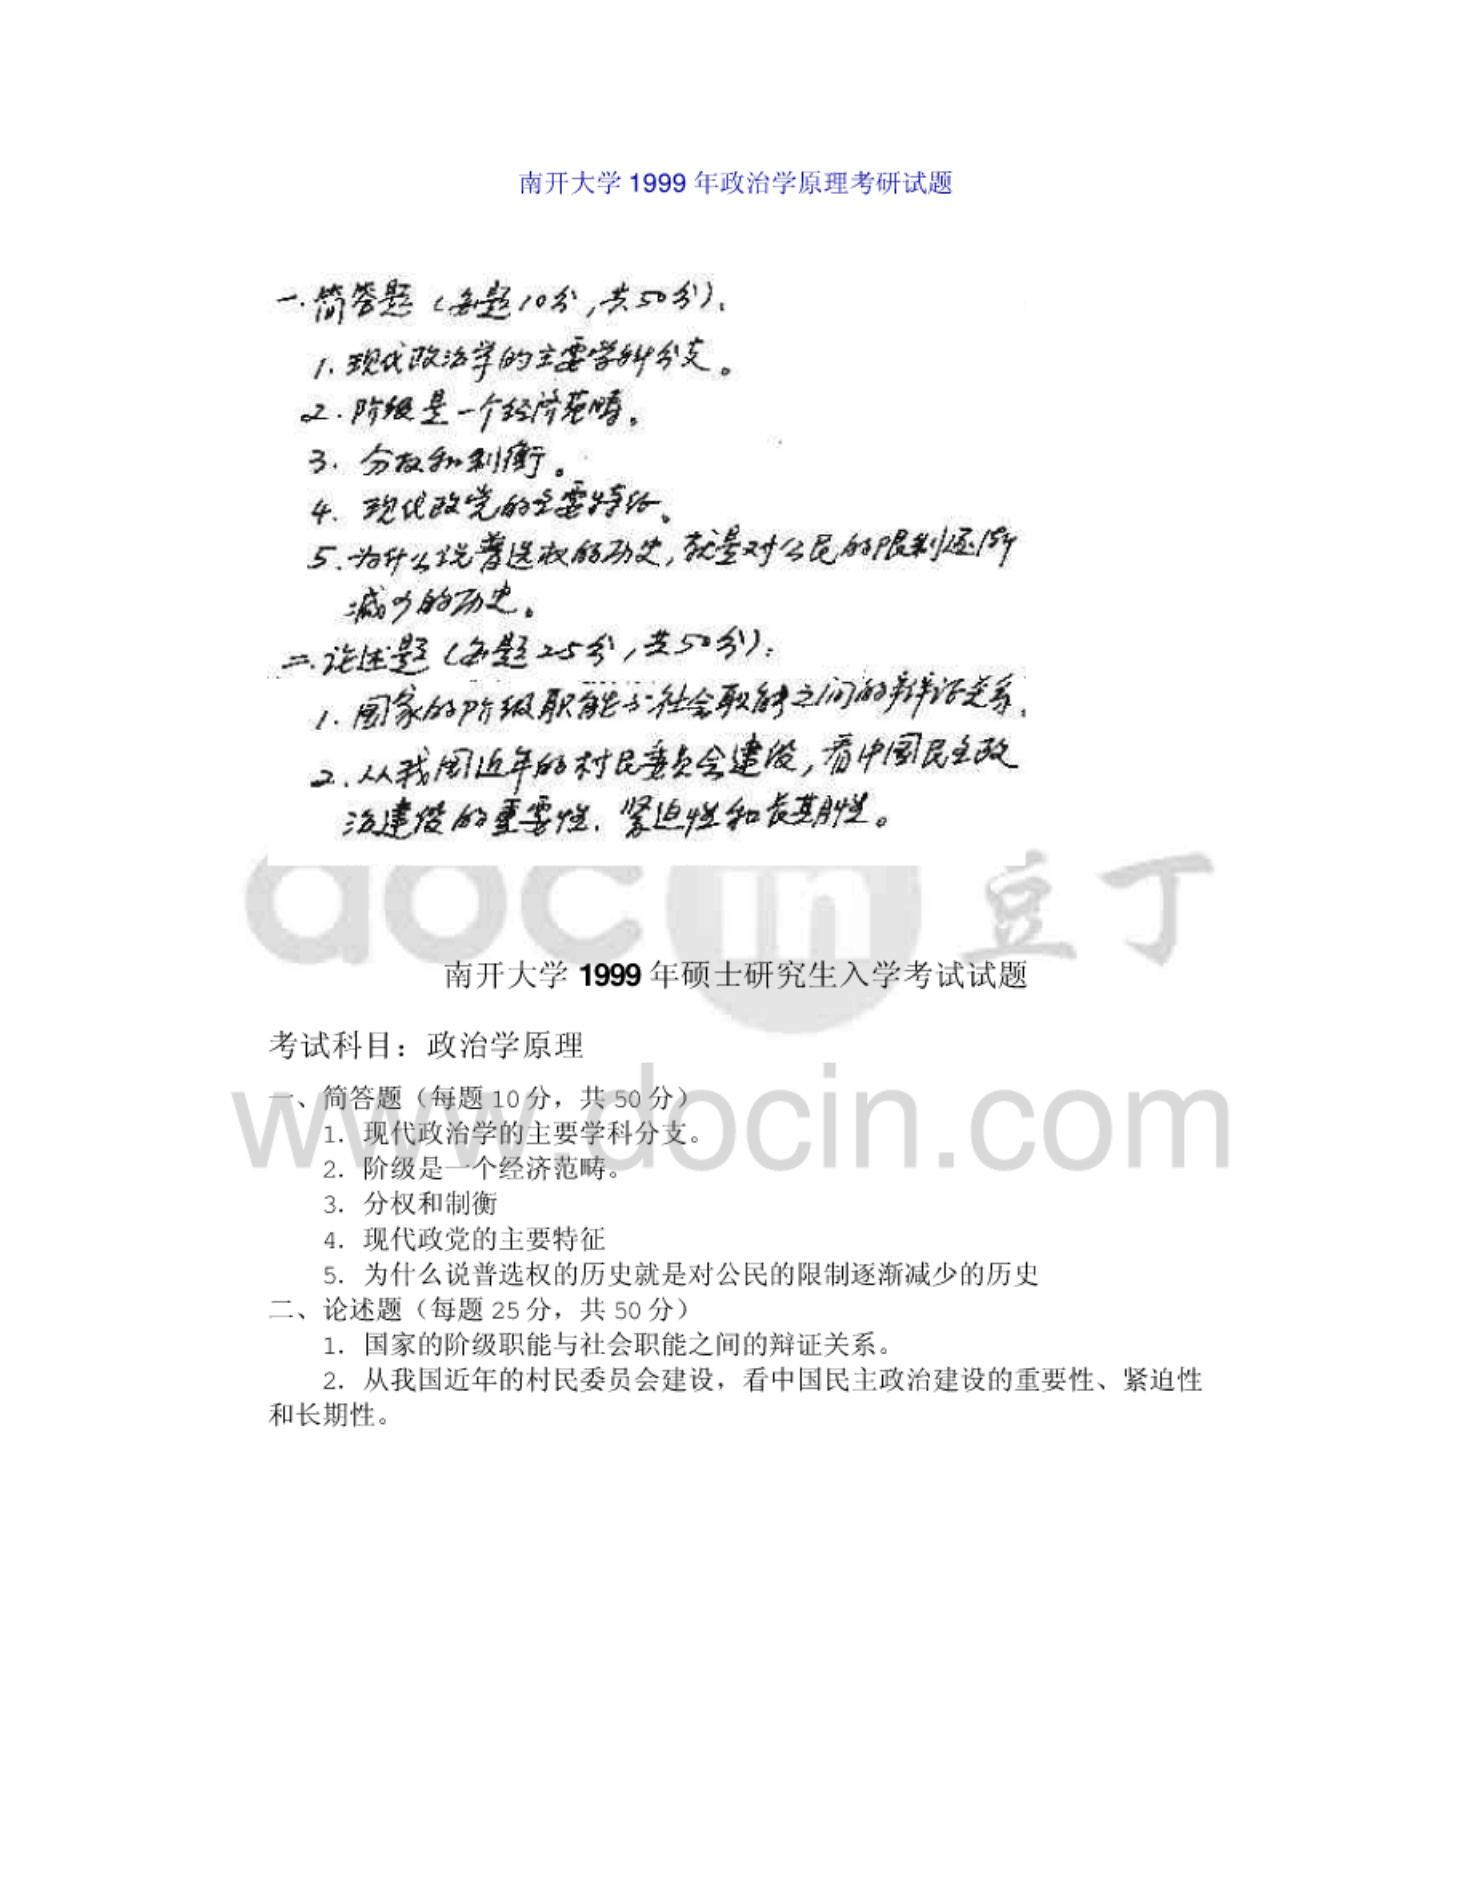 南开大学 1999 年政治学原理考研试题
一.简答题（每题10分,共50分）.
1.现代政治学的主要学科分支。
2.阶级是一个经济范畴。
3.分权和制衡。
4.现代政党的主要特征。
5.为什么说普选权的历史,就是对公民的限制逐渐
减少的历史。
二.论述题（每题25分,共50分）:
1.国家的阶级职能与社会职能之间的辩证关系.
2.从我国近年的村民委员会建设,看中国民主政
治建设的重要性、紧迫性和长期性。
docin 豆丁
南开大学 1999 年硕士研究生入学考试试题
考试科目：政治学原理
www.docin.com
一、简答题（每题 10 分，共 50 分）
1. 现代政治学的主要学科分支。
2. 阶级是一个经济范畴。
3. 分权和制衡
4. 现代政党的主要特征
5. 为什么说普选权的历史就是对公民的限制逐渐减少的历史
二、论述题（每题 25 分，共 50 分）
1. 国家的阶级职能与社会职能之间的辩证关系。
2. 从我国近年的村民委员会建设，看中国民主政治建设的重要性、紧迫性
和长期性。